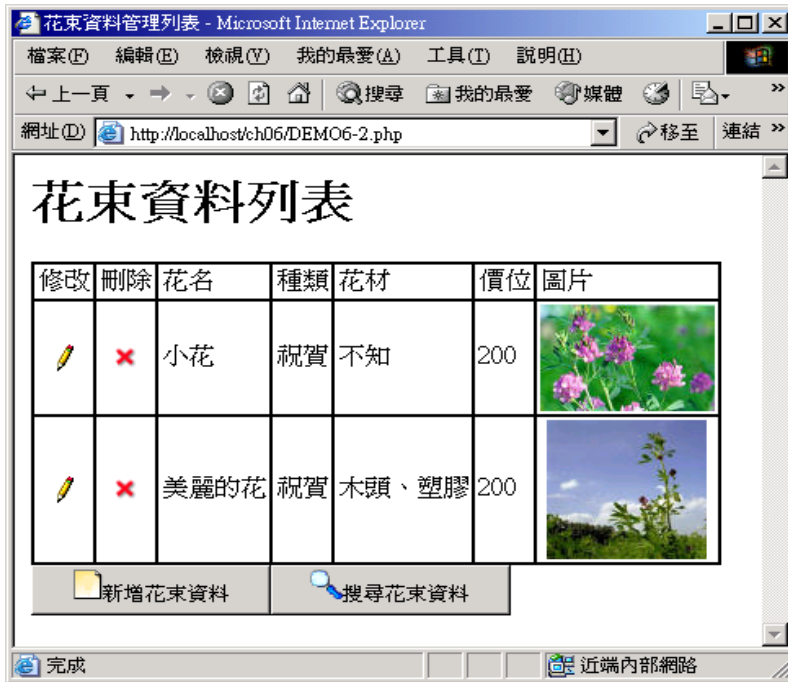 花束資料管理列表 - Microsoft Internet Explorer
檔案(F) 編輯(E) 檢視(V) 我的最愛(A) 工具(T) 說明(H)
上一頁 搜尋 我的最愛 媒體 »
網址(D) http://localhost/ch06/DEMO6-2.php 移至 連結 »
花束資料列表
修改 刪除 花名 種類 花材 價位 圖片
小花 祝賀 不知 200
美麗的花 祝賀 木頭、塑膠 200
新增花束資料 搜尋花束資料
完成 近端內部網路